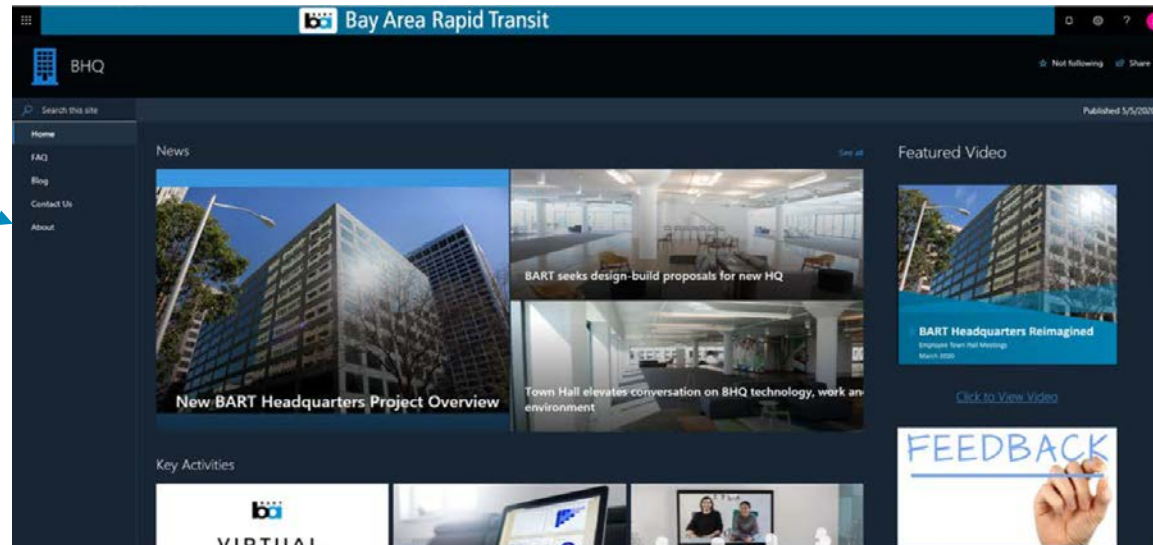 Bay Area Rapid Transit
?
BHQ
Not following
Share
Search this site
Published 5/5/2020
Home
FAQ
Blog
Contact Us
About
News
See all
Featured Video
BART seeks design-build proposals for new HQ
New BART Headquarters Project Overview
Town Hall elevates conversation on BHQ technology, work an
environment
BART Headquarters Reimagined
Employee Town Hall Meetings
March 2020
Click to View Video
Key Activities
FEEDBACK
ba
VIRTUAL